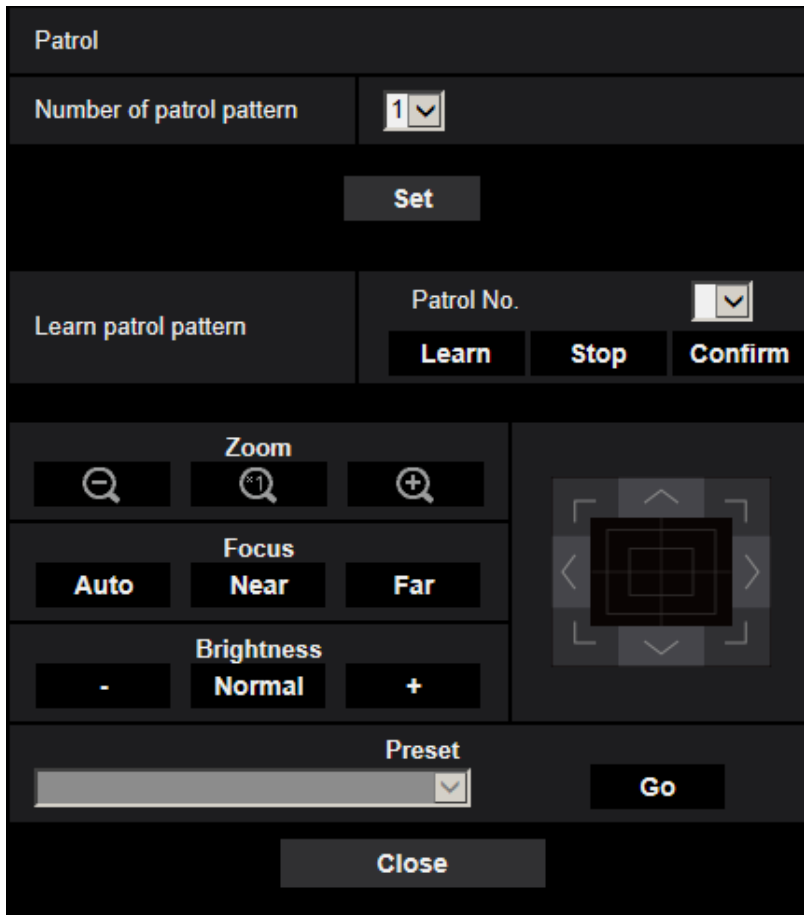 Patrol
Number of patrol pattern 1
Set
Learn patrol pattern
Patrol No.
Learn Stop Confirm
Zoom
×1
Focus
Auto Near Far
Brightness
- Normal +
Preset
Go
Close